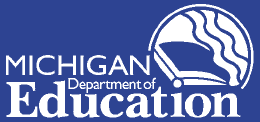 MICHIGAN
Department of
Education